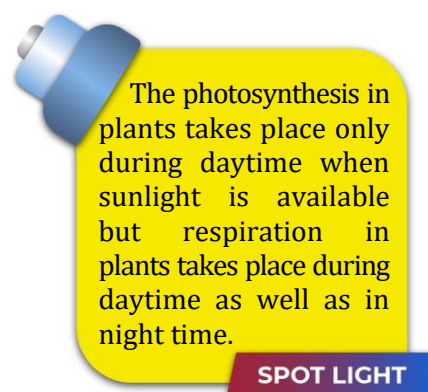 The photosynthesis in
plants takes place only
during daytime when
sunlight is available
but respiration in
plants takes place during
daytime as well as in
night time.
SPOT LIGHT